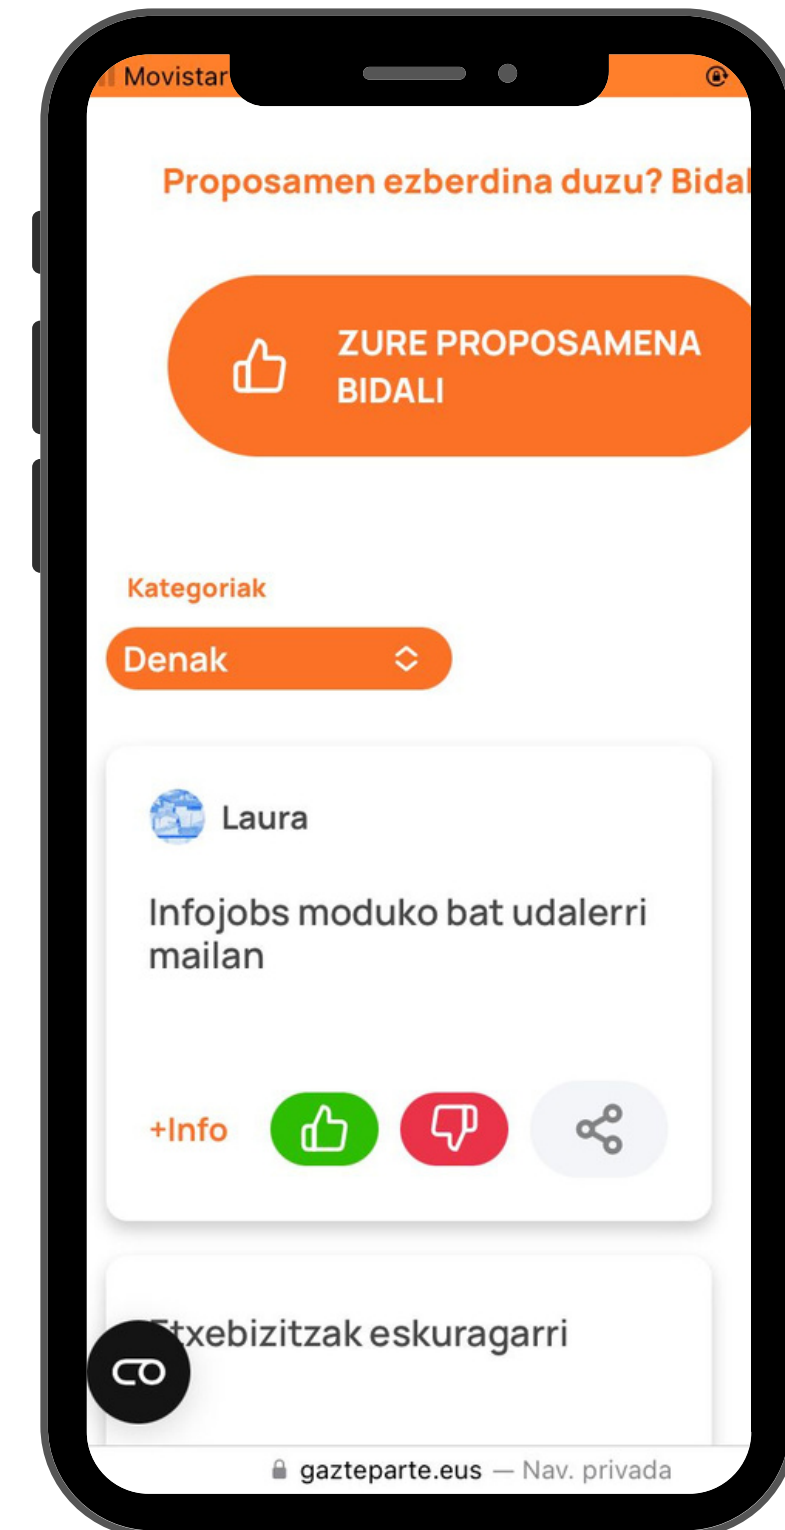 Movistar
Proposamen ezberdina duzu? Bidal
ZURE PROPOSAMENA
BIDALI
Kategoriak
Denak
Laura
Infojobs moduko bat udalerri
mailan
+Info
Etxebizitzak eskuragarri
gazteparte.eus — Nav. privada